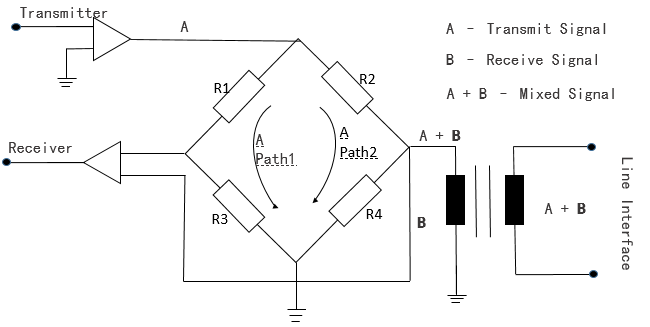 Transmitter
A
A - Transmit Signal
B - Receive Signal
A + B - Mixed Signal
R1
R2
Receiver
A
Path1
A
Path2
A + B
R3
R4
B
A + B
Line Interface